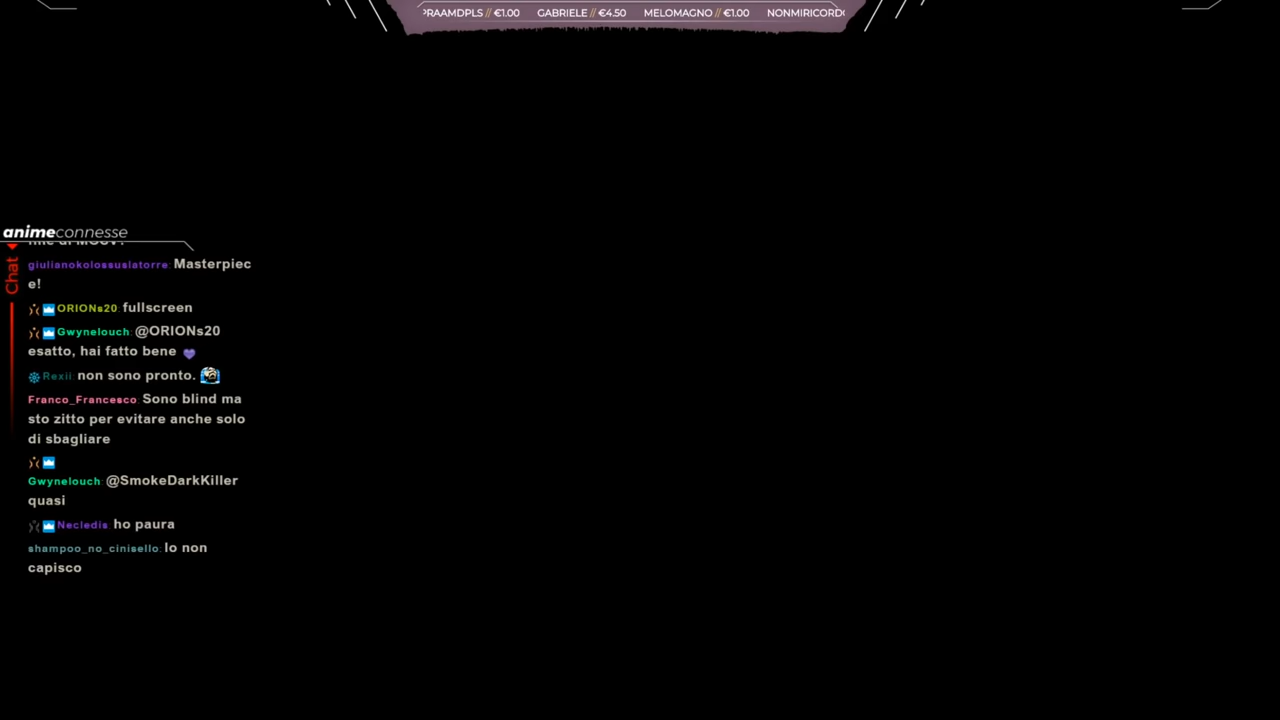 PRAAMDPLS // €1.00 GABRIELE // €4.50 MELOMAGNO // €1.00 NONMIRICORDO
animeconnesse
Chat
giulianokolossuslatorre: Masterpiec
e!
ORIONs20: fullscreen
Gwynelouch: @ORIONs20
esatto, hai fatto bene
Rexii: non sono pronto.
Franco_Francesco: Sono blind ma
sto zitto per evitare anche solo
di sbagliare
Gwynelouch: @SmokeDarkKiller
quasi
Necledis: ho paura
shampoo_no_cinisello: Io non
capisco